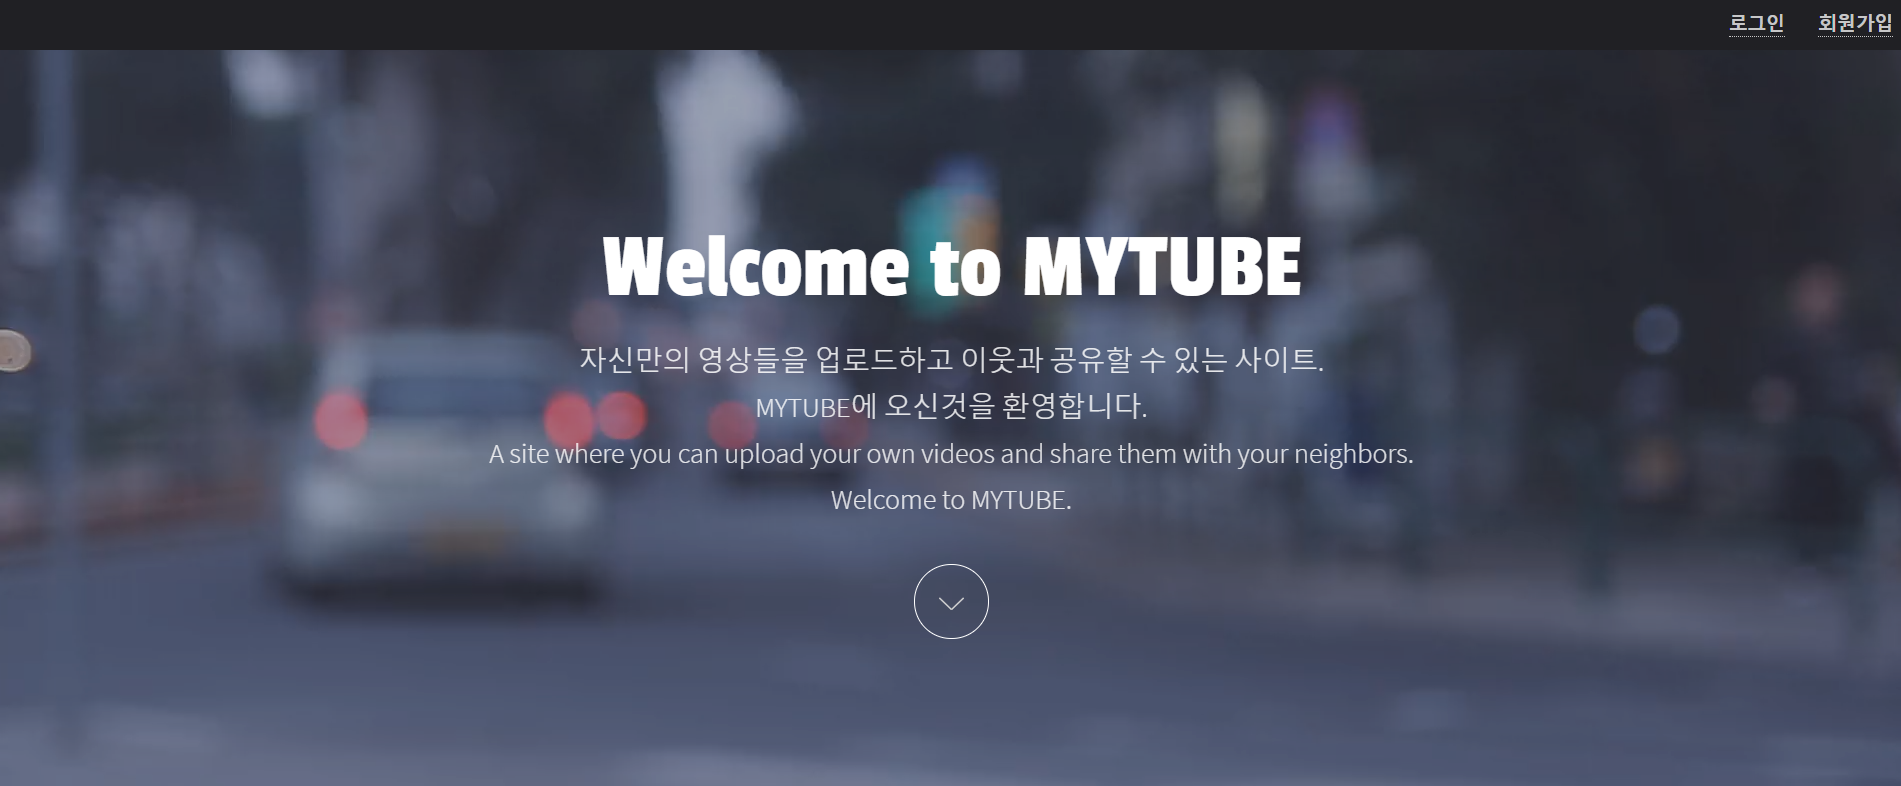 로그인 회원가입
Welcome to MYTUBE
자신만의 영상들을 업로드하고 이웃과 공유할 수 있는 사이트.
MYTUBE에 오신것을 환영합니다.
A site where you can upload your own videos and share them with your neighbors.
Welcome to MYTUBE.